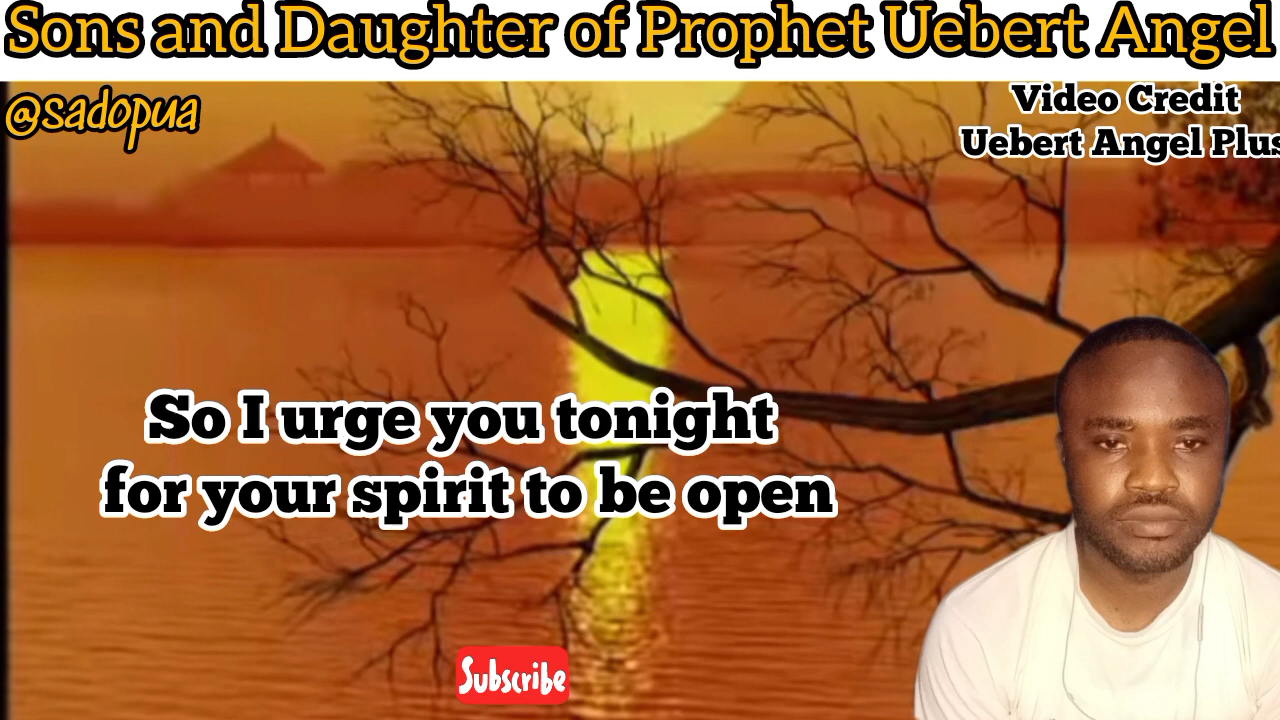 Sons and Daughter of Prophet Uebert Angel
@sadopua
Video Credit
Uebert Angel Plus
So I urge you tonight
for your spirit to be open
Subscribe